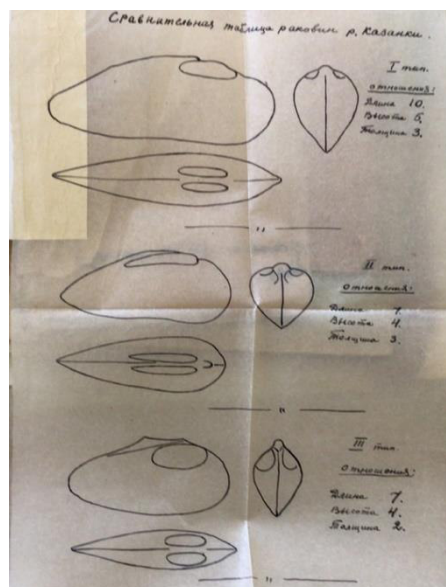 Сравнительная таблица раковин р. Казанки.
I тип.
отношения:
Длина 10.
Высота 5.
Толщина 3.
II тип.
отношения:
Длина 7.
Высота 4.
Толщина 3.
III тип.
отношения:
Длина 7.
Высота 4.
Толщина 2.